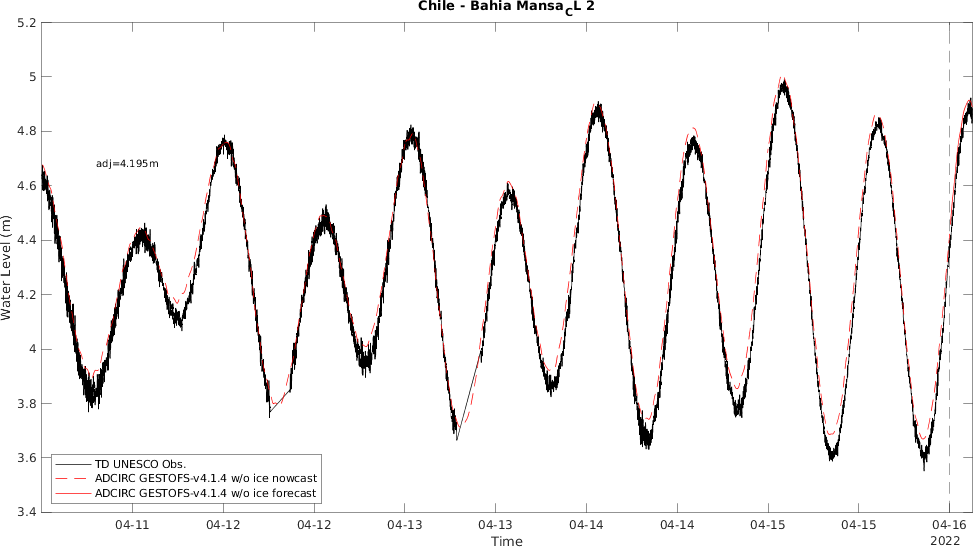 Chile - Bahia Mansa_CL 2
5.2
5
4.8
4.6
4.4
4.2
4
3.8
3.6
3.4
Water Level (m)
adj=4.195m
TD UNESCO Obs.
ADCIRC GESTOFS-v4.1.4 w/o ice nowcast
ADCIRC GESTOFS-v4.1.4 w/o ice forecast
04-11 04-12 04-12 04-13 04-13 04-14 04-14 04-15 04-15 04-16
Time 2022